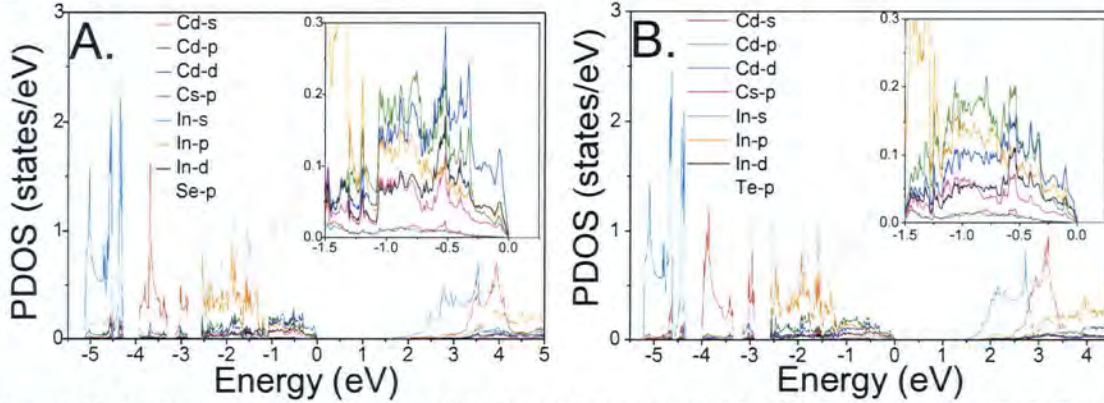 A.
PDOS (states/eV)
3
2
1
0
Cd-s
Cd-p
Cd-d
Cs-p
In-s
In-p
In-d
Se-p
0.3
0.2
0.1
0.0
-1.5 -1.0 -0.5 0.0
-5 -4 -3 -2 -1 0 1 2 3 4 5
Energy (eV)
B.
PDOS (states/eV)
3
2
1
0
Cd-s
Cd-p
Cd-d
Cs-p
In-s
In-p
In-d
Te-p
0.3
0.2
0.1
0.0
-1.5 -1.0 -0.5 0.0
-5 -4 -3 -2 -1 0 1 2 3 4
Energy (eV)